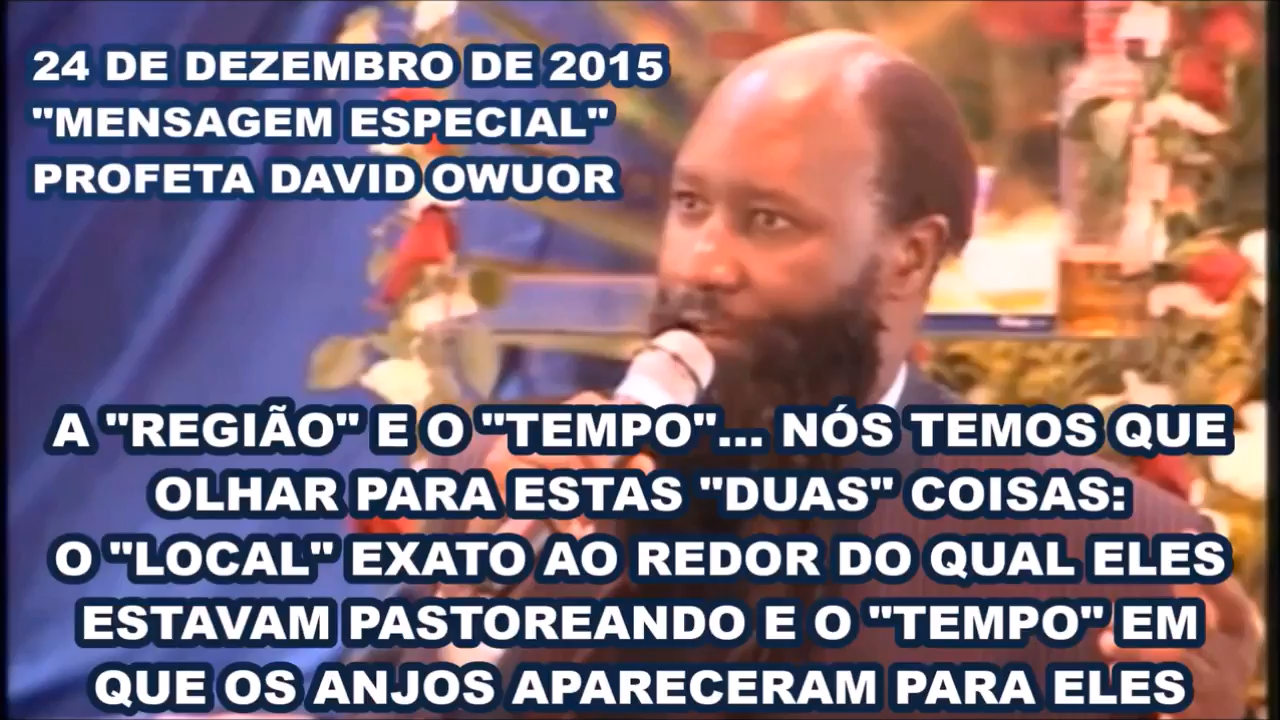 24 DE DEZEMBRO DE 2015
"MENSAGEM ESPECIAL"
PROFETA DAVID OWUOR
A "REGIÃO" E O "TEMPO"... NÓS TEMOS QUE
OLHAR PARA ESTAS "DUAS" COISAS:
O "LOCAL" EXATO AO REDOR DO QUAL ELES
ESTAVAM PASTOREANDO E O "TEMPO" EM
QUE OS ANJOS APARECERAM PARA ELES